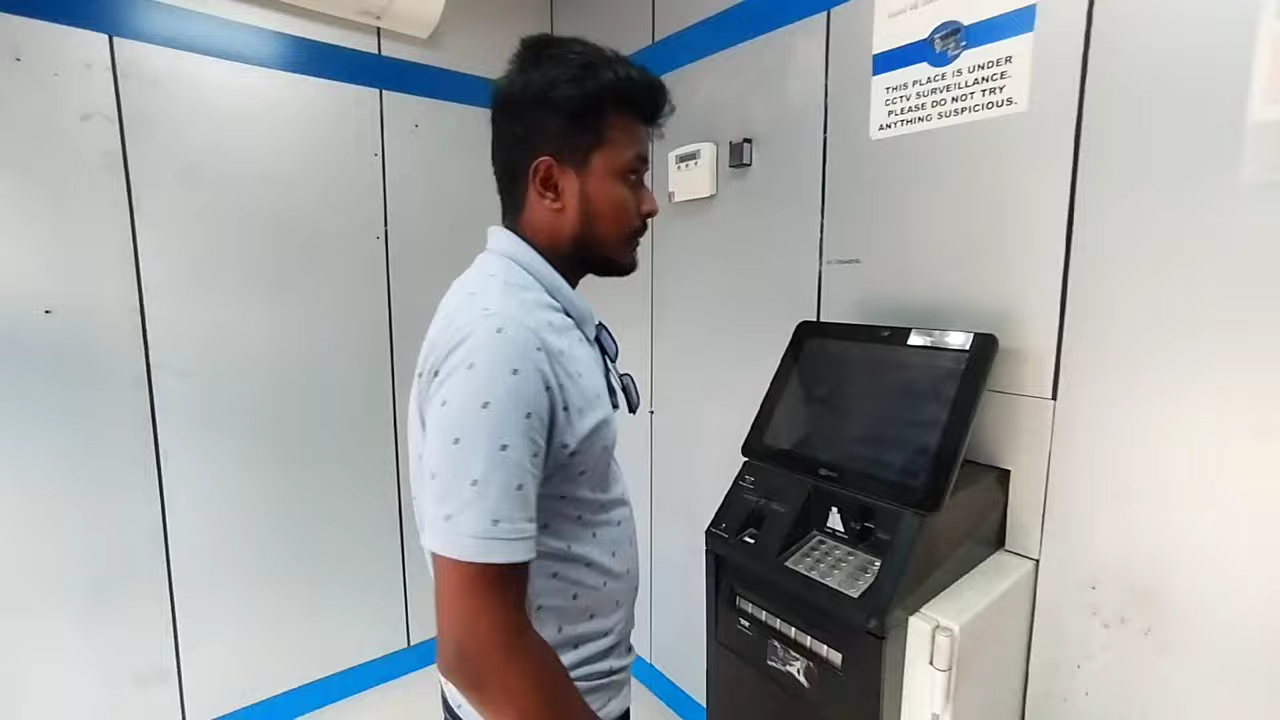 THIS PLACE IS UNDER
CCTV SURVEILLANCE.
PLEASE DO NOT TRY
ANYTHING SUSPICIOUS.